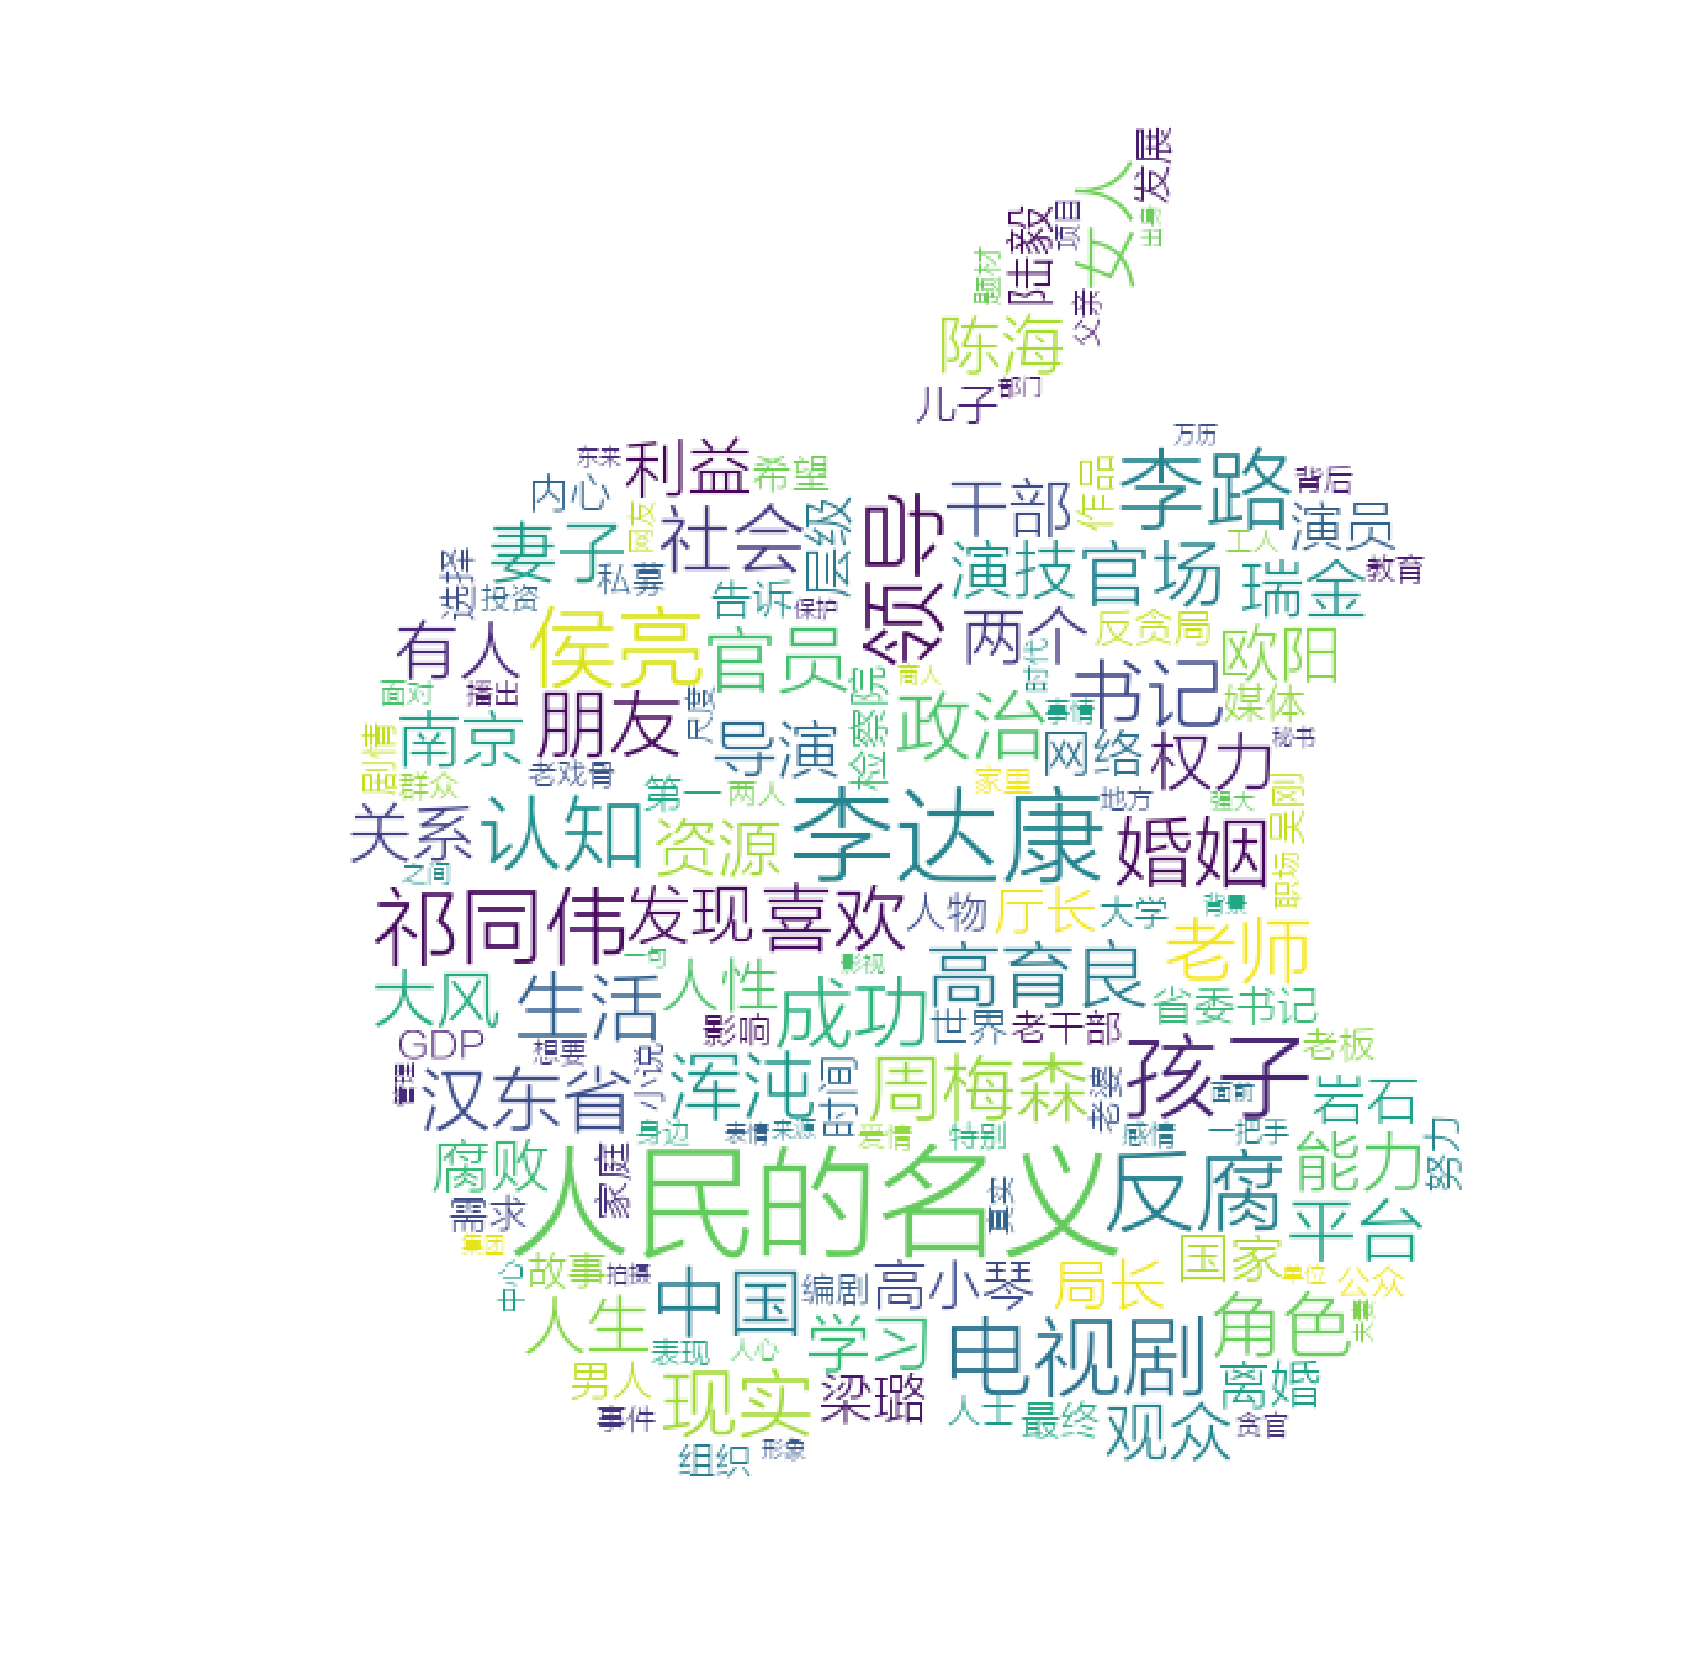 发展
女人
出身
项目
陆毅
题材
父亲
陈海
部门
儿子
万历
东来
利益
希望
内心
李路
背后
作品
干部
领导
社会
层级
妻子
网友
演员
工人
教育
演技
官场
瑞金
选择
投资
私募
告诉
保护
侯亮
官员
有人
两个
反贪局
欧阳
时代
商人
检察院
书记
面对
播出
朋友
尺度
政治
媒体
事情
南京
导演
网络
权力
秘书
剧情
群众
老戏骨
第一
两人
家里
地方
强大
吴刚
关系
认知
资源
李达康
婚姻
职场
之间
祁同伟
发现
喜欢
人物
厅长
大学
背景
老师
一句
影视
大风
生活
人性
成功
高育良
省委书记
GDP
想要
影响
世界
老干部
孩子
老板
管理
汉东省
小说
浑沌
时间
周梅森
老婆
面前
岩石
身边
表情
来源
爱情
特别
感情
一把手
努力
腐败
家庭
人民的名义
真实
反腐
能力
需求
平台
集团
中心
故事
拍摄
中国
编剧
高小琴
局长
国家
单位
公众
人生
学习
电视剧
角色
夫妻
表现
人心
男人
现实
梁璐
离婚
事件
人士
最终
观众
贪官
组织
形象